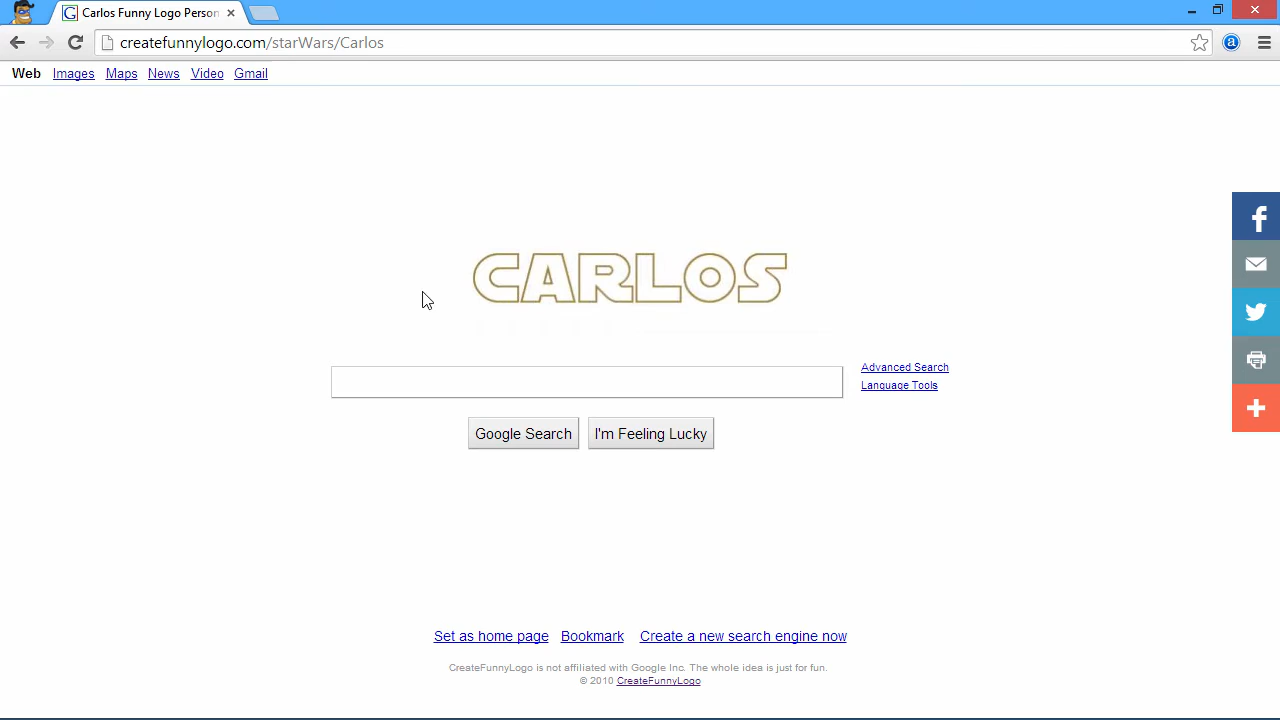 Carlos Funny Logo Person
createfunnylogo.com/starWars/Carlos
Web Images Maps News Video Gmail
CARLOS
Advanced Search
Language Tools
Google Search I'm Feeling Lucky
Set as home page Bookmark Create a new search engine now
CreateFunnyLogo is not affiliated with Google Inc. The whole idea is just for fun.
© 2010 CreateFunnyLogo